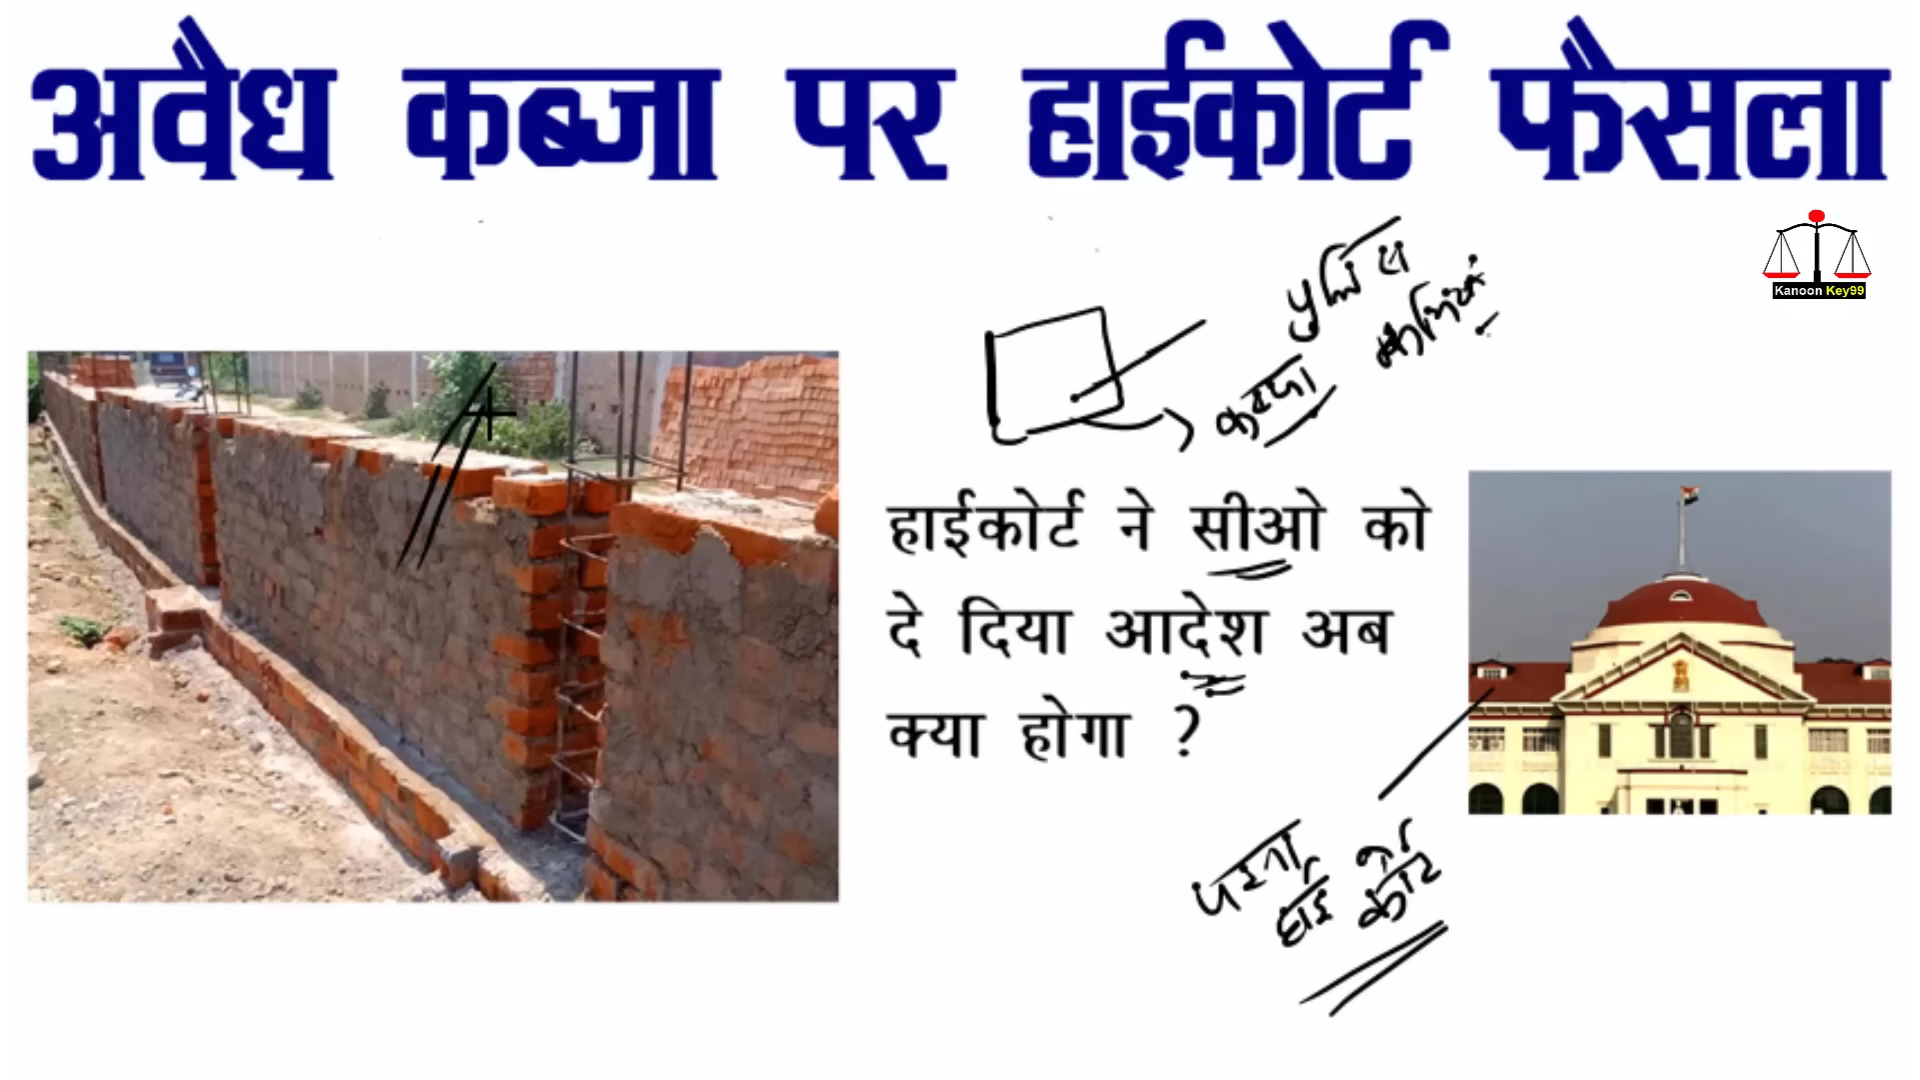 अवैध कब्जा पर हाईकोर्ट फैसला
Kanoon Key99
पुलिस
कब्जा
हाईकोर्ट ने सीओ को
दे दिया आदेश अब
क्या होगा ?
पटना
हाई कोर्ट